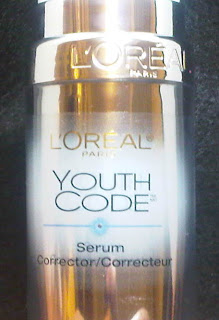 L'ORÉAL
PARIS
L'ORÉAL
PARIS
YOUTH
CODE
Serum
Corrector/Correcteur